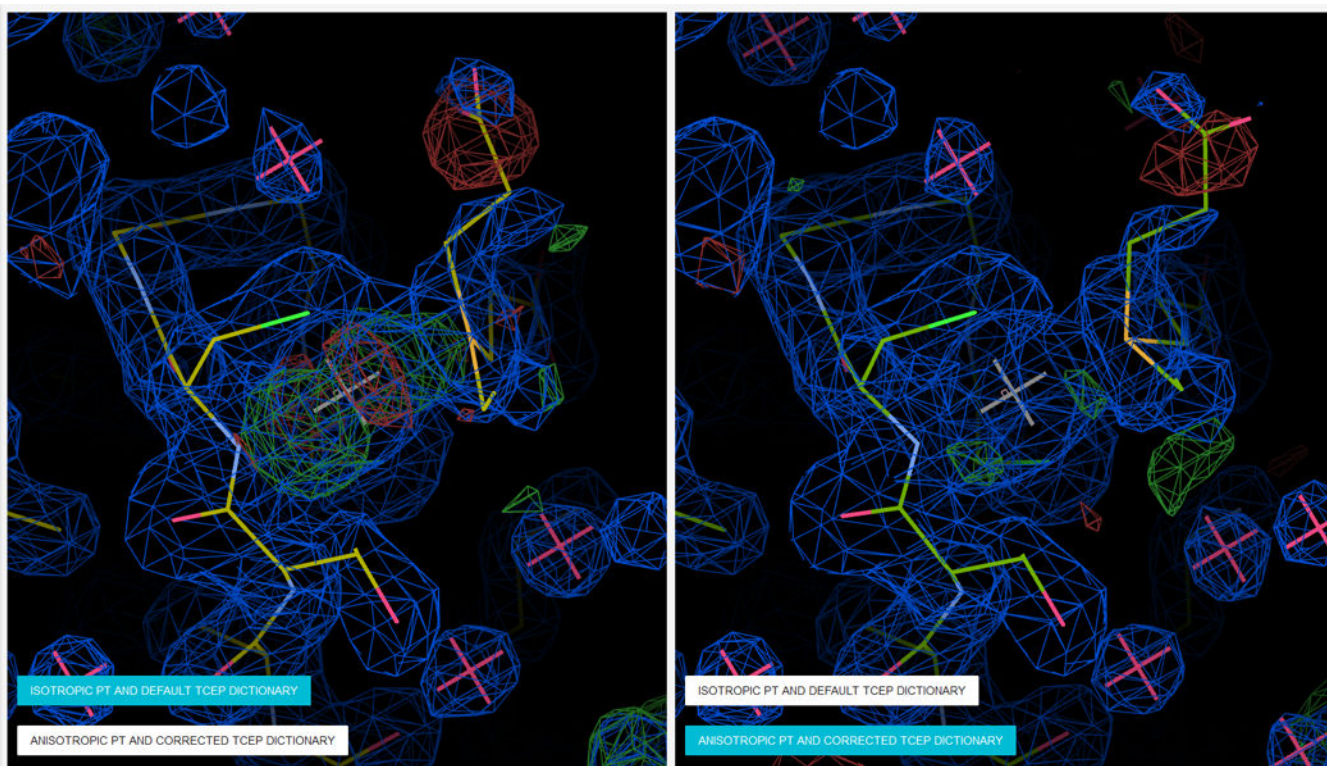 ISOTROPIC PT AND DEFAULT TCEP DICTIONARY
ANISOTROPIC PT AND CORRECTED TCEP DICTIONARY
ISOTROPIC PT AND DEFAULT TCEP DICTIONARY
ANISOTROPIC PT AND CORRECTED TCEP DICTIONARY